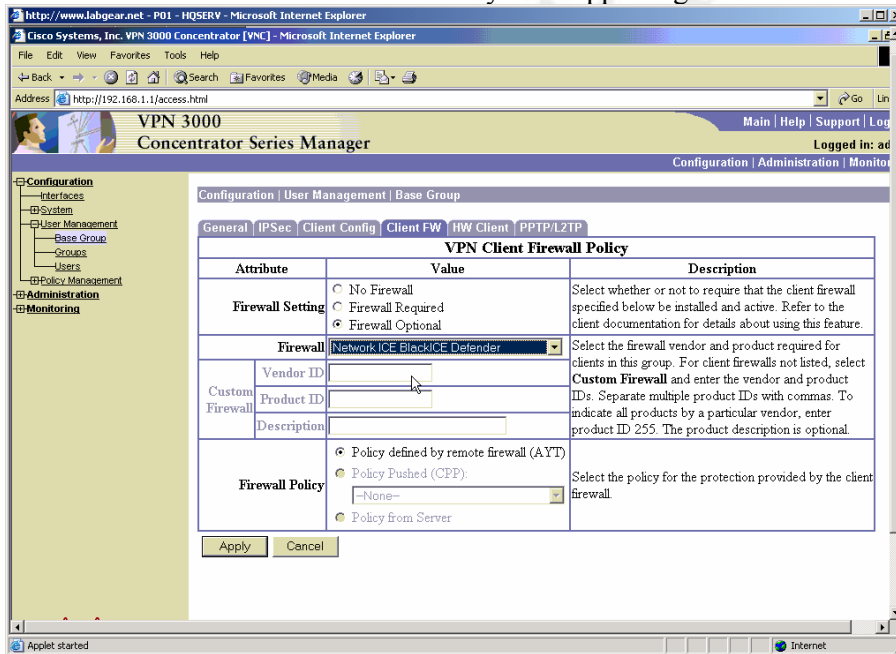 http://www.labgear.net - P01 - HQSERV - Microsoft Internet Explorer
Cisco Systems, Inc. VPN 3000 Concentrator [VNC] - Microsoft Internet Explorer
File Edit View Favorites Tools Help
Back Search Favorites Media
Address http://192.168.1.1/access.html Go Lin
VPN 3000
Concentrator Series Manager
Main | Help | Support | Log
Logged in: ad
Configuration | Administration | Monitor
Configuration
Interfaces
System
User Management
Base Group
Groups
Users
Policy Management
Administration
Monitoring
Configuration | User Management | Base Group
General IPSec Client Config Client FW HW Client PPTP/L2TP
VPN Client Firewall Policy
Attribute Value Description
Firewall Setting
No Firewall
Firewall Required
Firewall Optional
Select whether or not to require that the client firewall
specified below be installed and active. Refer to the
client documentation for details about using this feature.
Firewall Network ICE BlackICE Defender
Custom Firewall
Vendor ID
Product ID
Description
Select the firewall vendor and product required for
clients in this group. For client firewalls not listed, select
Custom Firewall and enter the vendor and product
IDs. Separate multiple product IDs with commas. To
indicate all products by a particular vendor, enter
product ID 255. The product description is optional.
Firewall Policy
Policy defined by remote firewall (AYT)
Policy Pushed (CPP):
--None--
Policy from Server
Select the policy for the protection provided by the client
firewall.
Apply Cancel
Applet started Internet